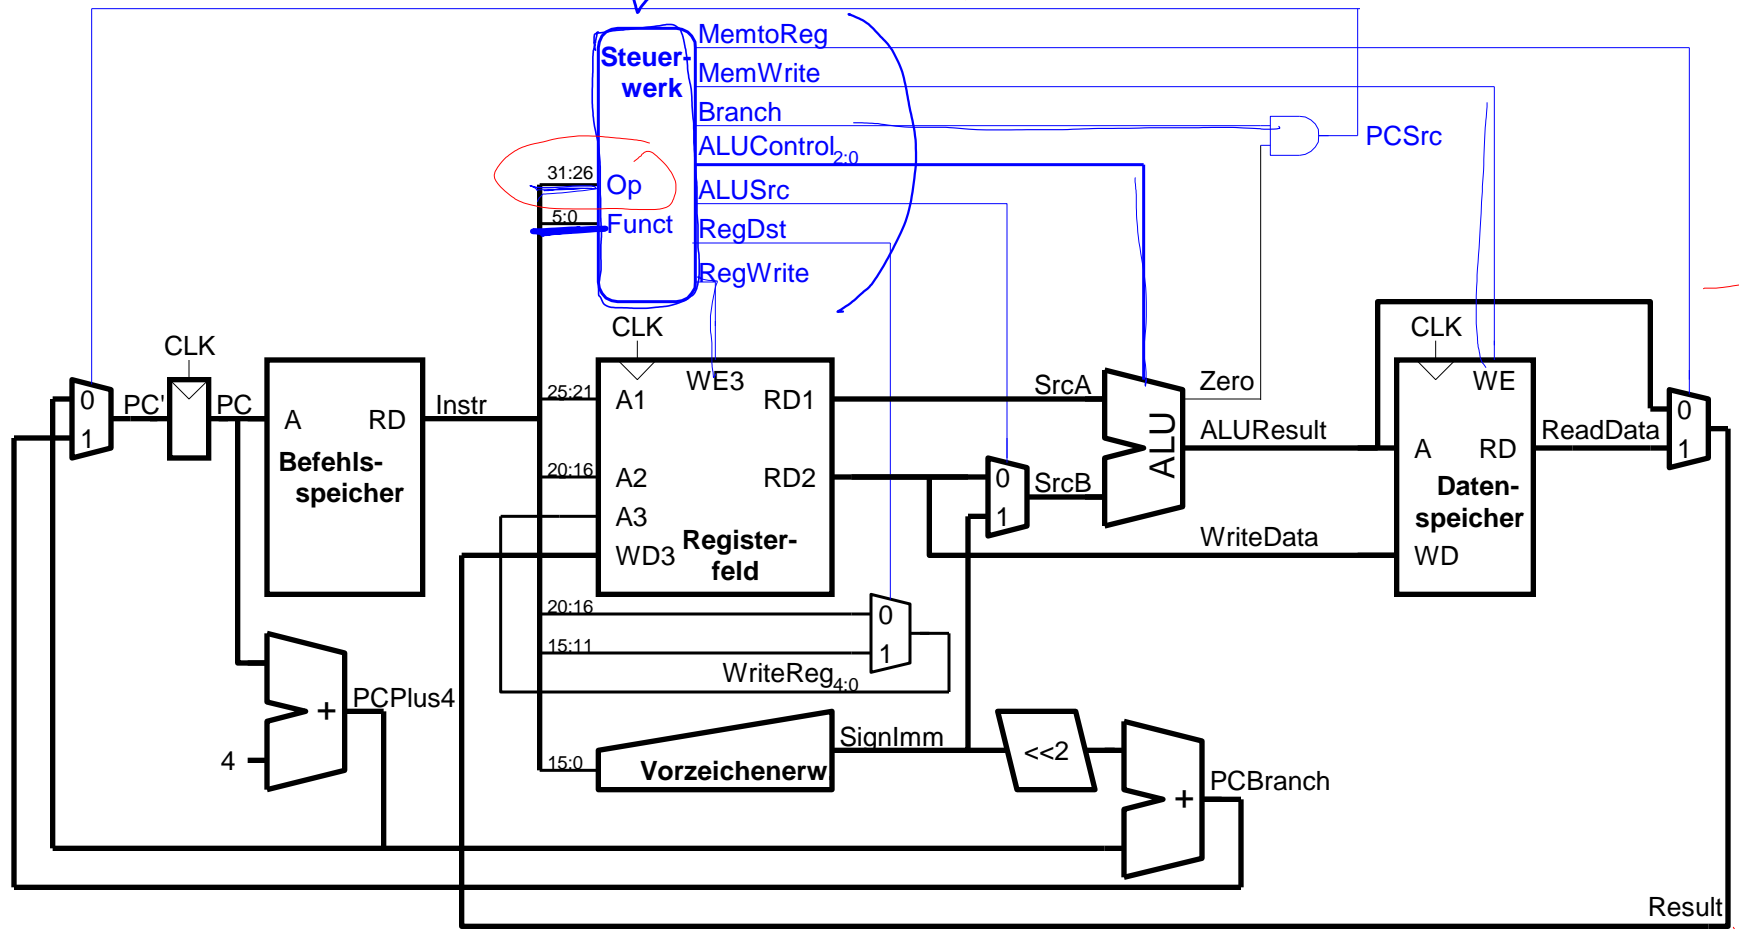 MemtoReg
Steuer-
werk
MemWrite
Branch
PCSrc
ALUControl2:0
31:26
Op
ALUSrc
5:0
Funct
RegDst
RegWrite
CLK
CLK
CLK
WE3
Zero
WE
0
PC'
PC
Instr
25:21
A1
RD1
SrcA
0
1
A
RD
ALU
ALUResult
A
RD
ReadData
1
Befehls-
speicher
20:16
A2
RD2
0
SrcB
Daten-
speicher
A3
1
WD3
Register-
feld
WriteData
WD
20:16
0
15:11
1
WriteReg4:0
PCPlus4
+
4
15:0
Vorzeichenerw
SignImm
<<2
PCBranch
+
Result